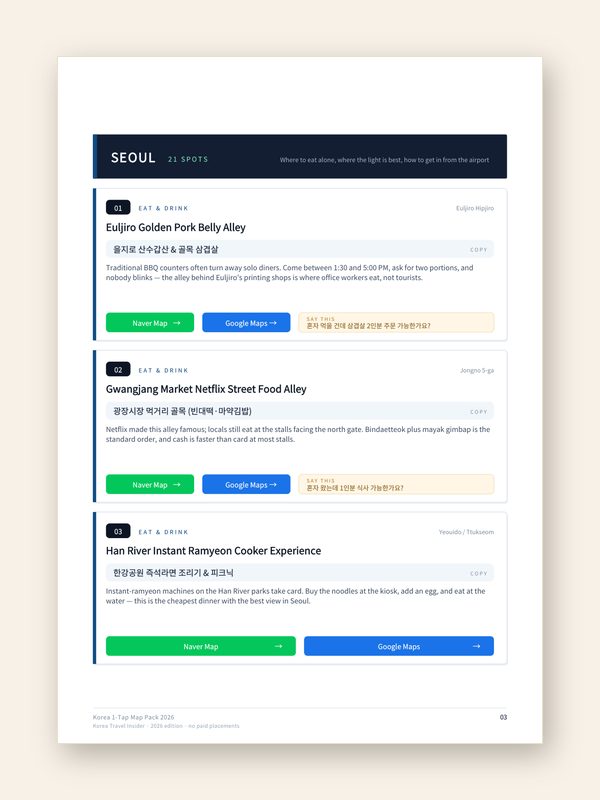 SEOUL 21 SPOTS Where to eat alone, where the light is best, how to get in from the airport
01 EAT & DRINK Euljiro Hipjiro
Euljiro Golden Pork Belly Alley
을지로 산수갑산 & 골목 삼겹살 COPY
Traditional BBQ counters often turn away solo diners. Come between 1:30 and 5:00 PM, ask for two portions, and
nobody blinks — the alley behind Euljiro's printing shops is where office workers eat, not tourists.
Naver Map → Google Maps → SAY THIS
혼자 먹을 건데 삼겹살 2인분 주문 가능한가요?
02 EAT & DRINK Jongno 5-ga
Gwangjang Market Netflix Street Food Alley
광장시장 먹거리 골목 (빈대떡 · 마약김밥) COPY
Netflix made this alley famous; locals still eat at the stalls facing the north gate. Bindaetteok plus mayak gimbap is the
standard order, and cash is faster than card at most stalls.
Naver Map → Google Maps → SAY THIS
혼자 왔는데 1인분 식사 가능한가요?
03 EAT & DRINK Yeouido / Ttukseom
Han River Instant Ramyeon Cooker Experience
한강공원 즉석라면 조리기 & 피크닉 COPY
Instant-ramyeon machines on the Han River parks take card. Buy the noodles at the kiosk, add an egg, and eat at the
water — this is the cheapest dinner with the best view in Seoul.
Naver Map → Google Maps →
Korea 1-Tap Map Pack 2026 03
Korea Travel Insider · 2026 edition · no paid placements